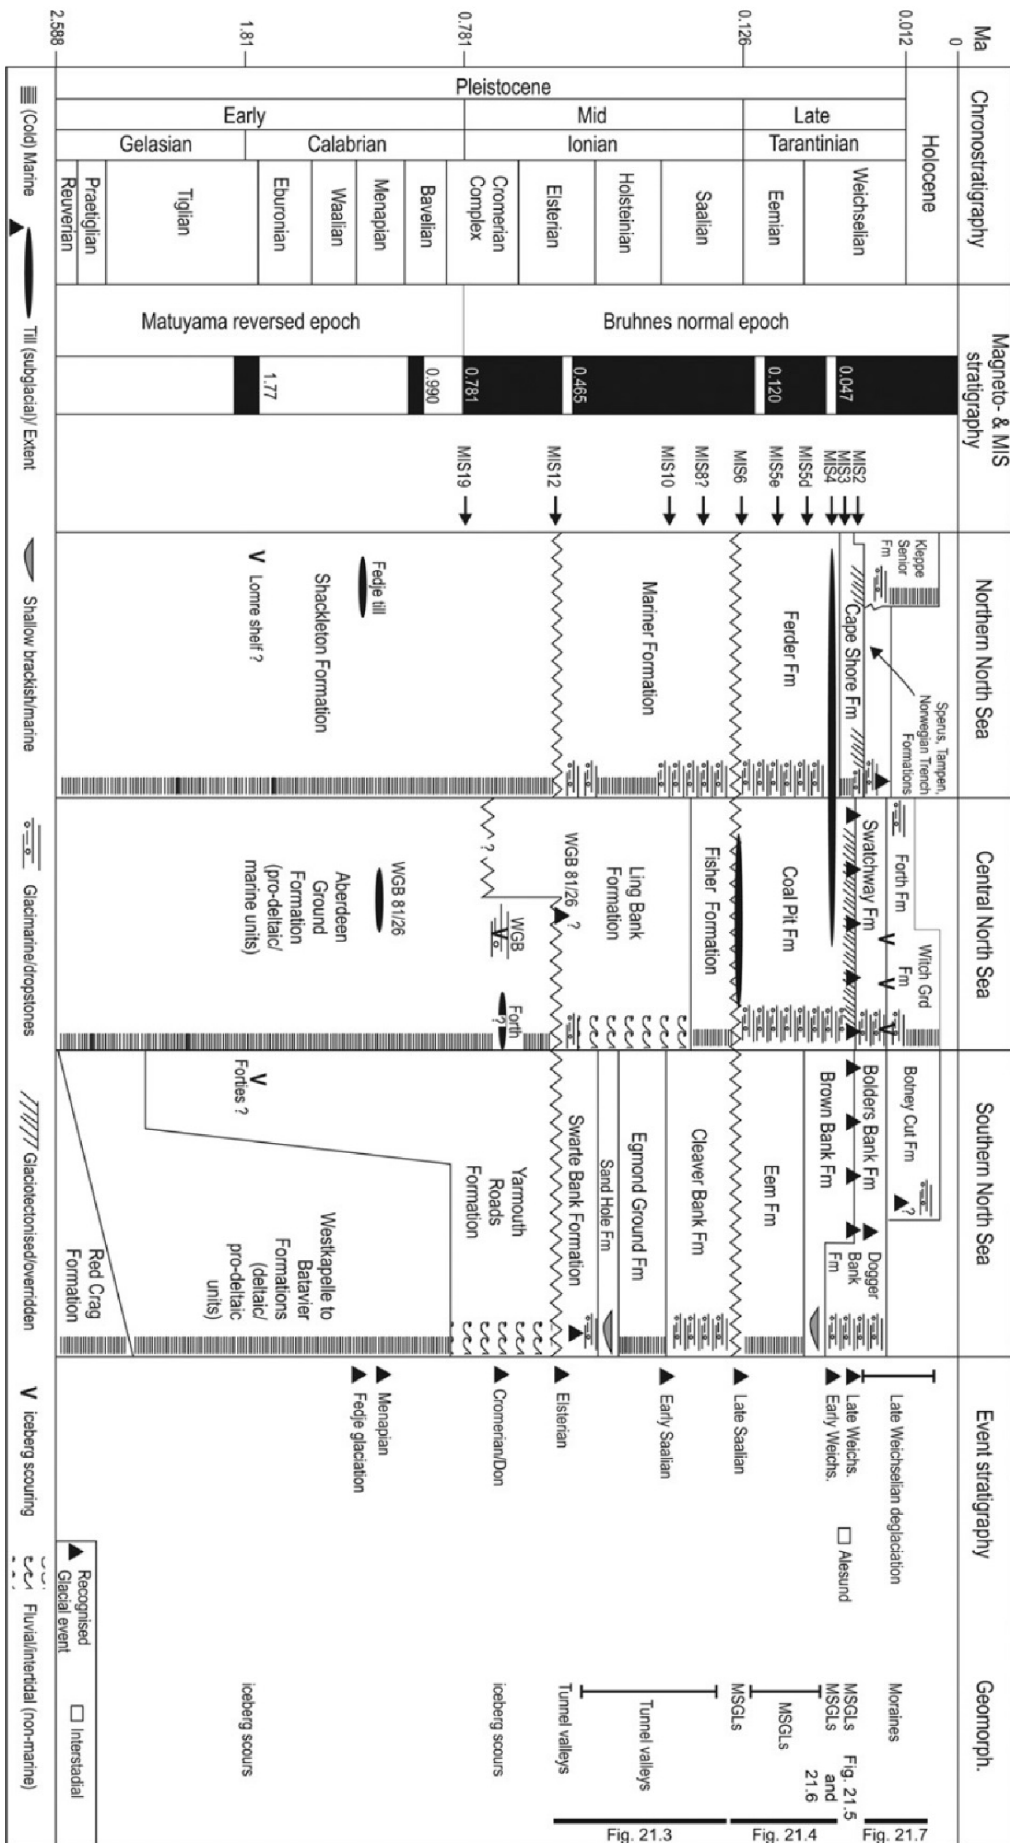 Ma
0
0.012
0.126
0.781
1.81
2.588
Chronostratigraphy
Holocene
Pleistocene
Late
Mid
Early
Tarantinian
Ionian
Calabrian
Gelasian
Weichselian
Eemian
Saalian
Holsteinian
Elsterian
Cromerian
Complex
Bavelian
Menapian
Waalian
Eburonian
Tiglian
Praetiglian
Reuverian
Magneto- & MIS
stratigraphy
Bruhnes normal epoch
Matuyama reversed epoch
0.047
0.120
0.465
0.781
0.990
1.77
MIS2
MIS3
MIS4
MIS5d
MIS5e
MIS6
MIS8?
MIS10
MIS12
MIS19
Northern North Sea
Kleppe
Senior
Fm
Sperus, Tampen,
Norwegian Trench
Formations
Cape Shore Fm
Ferder Fm
Mariner Formation
Fedje till
Shackleton Formation
V Lomre shelf ?
Central North Sea
Witch Grd
Fm
Forth Fm
V
V
V
Swatchway Fm
Coal Pit Fm
Fisher Formation
Ling Bank
Formation
WGB 81/26 ?
?
WGB
V
Forth
?
WGB 81/26
Aberdeen
Ground
Formation
(pro-deltaic/
marine units)
Southern North Sea
Botney Cut Fm
?
Bolders Bank Fm
Dogger
Bank
Fm
Brown Bank Fm
Eem Fm
Cleaver Bank Fm
Egmond Ground Fm
Sand Hole Fm
Swarte Bank Formation
Yarmouth
Roads
Formation
V
Forties ?
Westkapelle to
Batavier
Formations
(deltaic/
pro-deltaic
units)
Red Crag
Formation
Event stratigraphy
Late Weichselian deglaciation
Late Weichs.
Early Weichs.
Alesund
Late Saalian
Early Saalian
Elsterian
Cromerian/Don
Menapian
Fedje glaciation
Recognised
Glacial event
Interstadial
Geomorph.
Moraines
MSGLs
MSGLs
MSGLs
MSGLs
Tunnel valleys
Tunnel valleys
iceberg scours
iceberg scours
Fig. 21.7
Fig. 21.5
and
21.6
Fig. 21.4
Fig. 21.3
(Cold) Marine
Till (subglacial)/ Extent
Shallow brackish/marine
Glacimarine/dropstones
Glaciotectonised/overridden
V iceberg scouring
Fluvial/intertidal (non-marine)